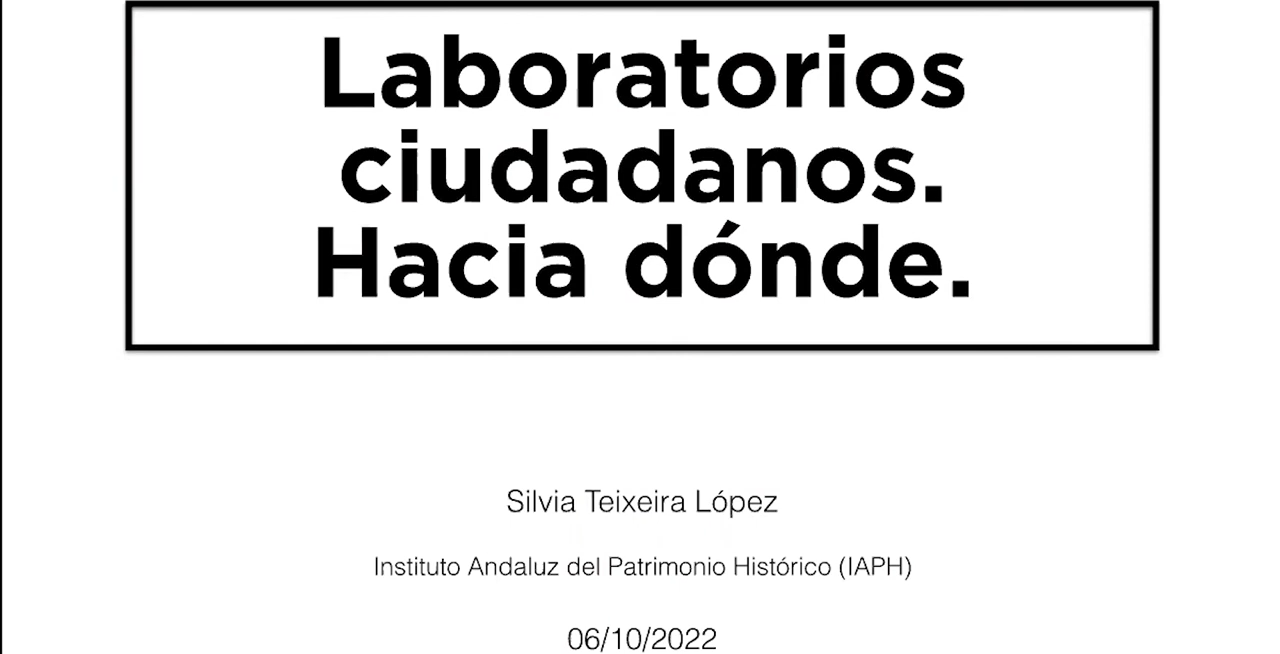 Laboratorios
ciudadanos.
Hacia dónde.
Silvia Teixeira López
Instituto Andaluz del Patrimonio Histórico (IAPH)
06/10/2022